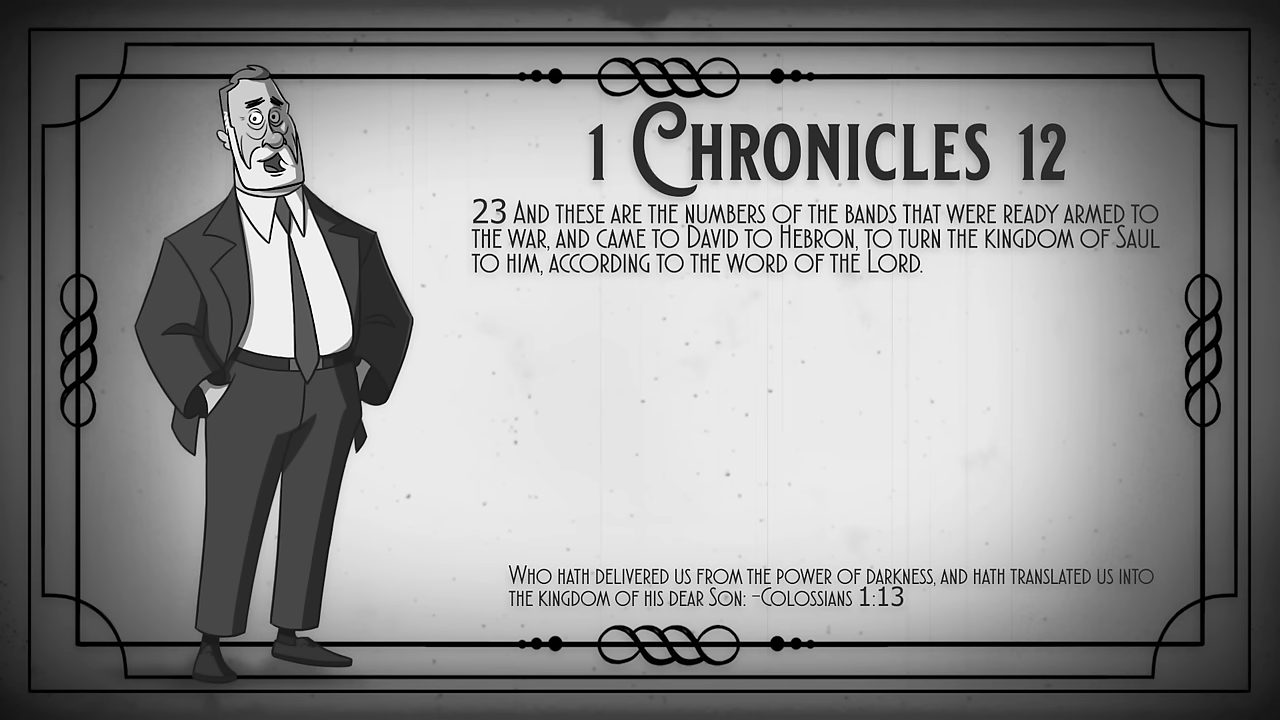 1 Chronicles 12
23 And these are the numbers of the bands that were ready armed to
the war, and came to David to Hebron, to turn the kingdom of Saul
to him, according to the word of the Lord.
Who hath delivered us from the power of darkness, and hath translated us into
the kingdom of his dear Son: -Colossians 1:13